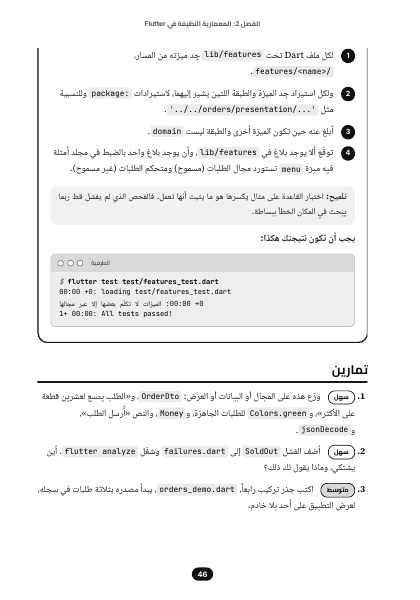 الفصل 2: المعمارية النظيفة في Flutter
1 لكل ملف Dart تحت lib/features جِد ميزته من المسار،
features/<name>/.
2 ولكل استيراد جِد الميزة والطبقة اللتين يشير إليهما، لاستيرادات package: وللنسبية
مثل '../../orders/presentation/...'.
3 أبلغ عنه حين تكون الميزة أخرى والطبقة ليست domain.
4 توقّع ألا يوجد بلاغ في lib/features، وأن يوجد بلاغ واحد بالضبط في مجلد أمثلة
فيه ميزة menu تستورد مجال الطلبات (مسموح) ومتحكم الطلبات (غير مسموح).
تلميح: اختبار القاعدة على مثال يكسرها هو ما يثبت أنها تعمل. فالفحص الذي لم يفشل قط ربما
يبحث في المكان الخطأ ببساطة.
يجب أن تكون نتيجتك هكذا:
الطرفية
$ flutter test test/features_test.dart
00:00 +0: loading test/features_test.dart
00:00 +0: الميزات لا تكلّم بعضها إلا عبر مجالها
00:00 +1: All tests passed!
تمارين
1. سهل وزّع هذه على المجال أو البيانات أو العرض: OrderDto، و«الطلب يتسع لعشرين قطعة
على الأكثر»، و Colors.green للطلبات الجاهزة، و Money، والنص «أُرسل الطلب»،
و jsonDecode.
2. سهل أضف الفشل SoldOut إلى failures.dart وشغّل flutter analyze. أين
يشتكي، وماذا يقول لك ذلك؟
3. متوسط اكتب جذر تركيب رابعاً، orders_demo.dart، يبدأ مصدره بثلاثة طلبات في سجله،
لعرض التطبيق على أحد بلا خادم.
46